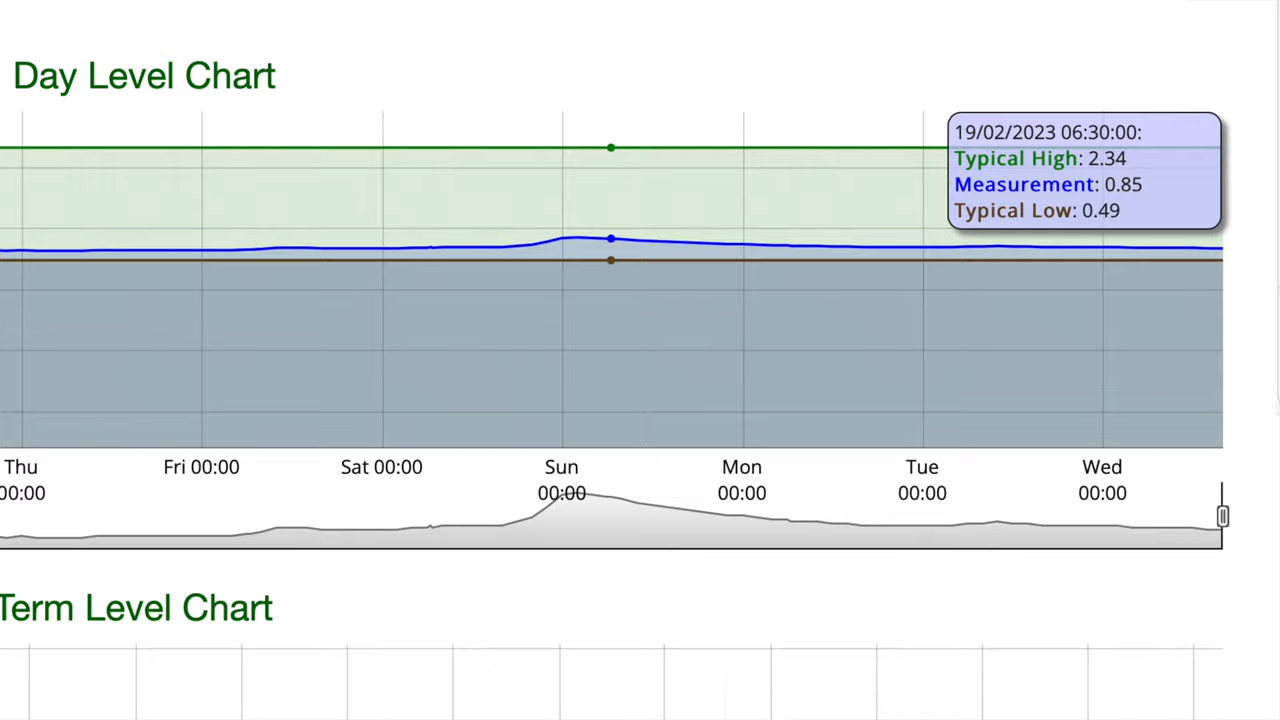 Day Level Chart
19/02/2023 06:30:00:
Typical High: 2.34
Measurement: 0.85
Typical Low: 0.49
Thu 00:00
Fri 00:00
Sat 00:00
Sun 00:00
Mon 00:00
Tue 00:00
Wed 00:00
Term Level Chart